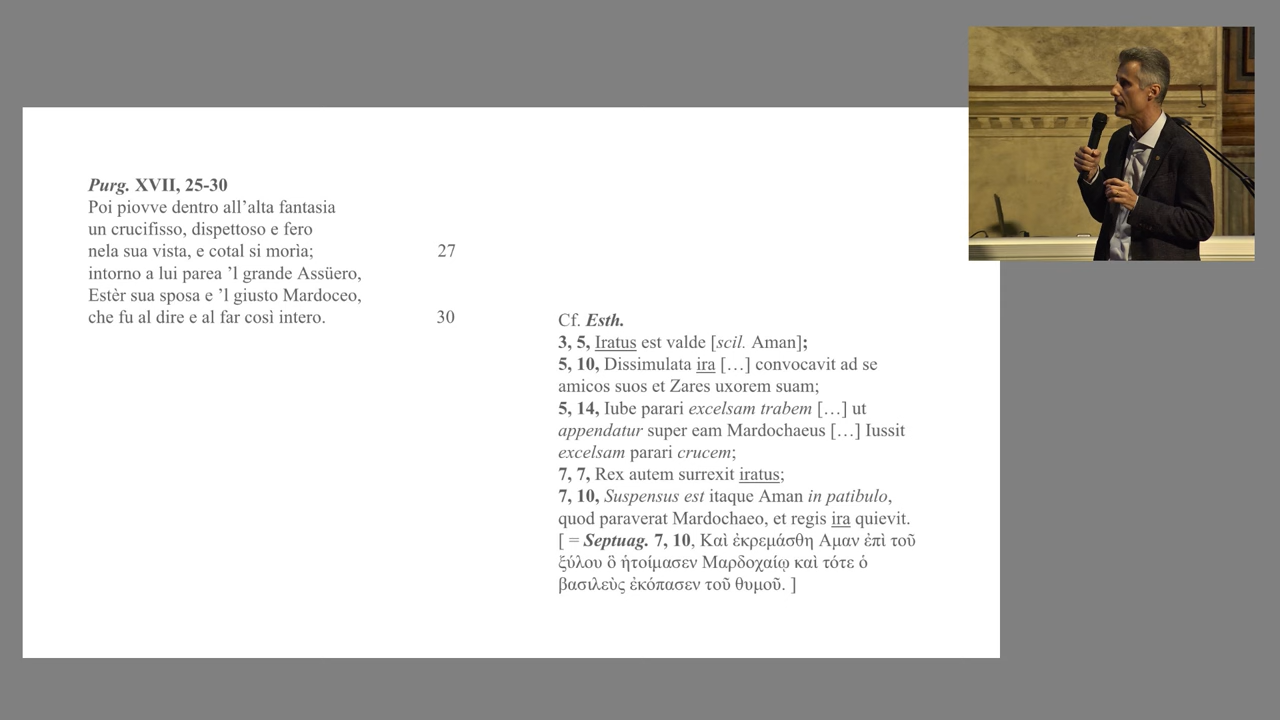 Purg. XVII, 25-30
Poi piovve dentro all’alta fantasia
un crucifisso, dispettoso e fero
nela sua vista, e cotal si morìa; 27
intorno a lui parea ’l grande Assüero,
Estèr sua sposa e ’l giusto Mardoceo,
che fu al dire e al far così intero. 30
Cf. Esth.
3, 5, Iratus est valde [scil. Aman];
5, 10, Dissimulata ira […] convocavit ad se
amicos suos et Zares uxorem suam;
5, 14, Iube parari excelsam trabem […] ut
appendatur super eam Mardochaeus […] Iussit
excelsam parari crucem;
7, 7, Rex autem surrexit iratus;
7, 10, Suspensus est itaque Aman in patibulo,
quod paraverat Mardochaeo, et regis ira quievit.
[ = Septuag. 7, 10, Καὶ ἐκρεμάσθη Αμαν ἐπὶ τοῦ
ξύλου ὃ ἡτοίμασεν Μαρδοχαίῳ καὶ τότε ὁ
βασιλεὺς ἐκόπασεν τοῦ θυμοῦ. ]